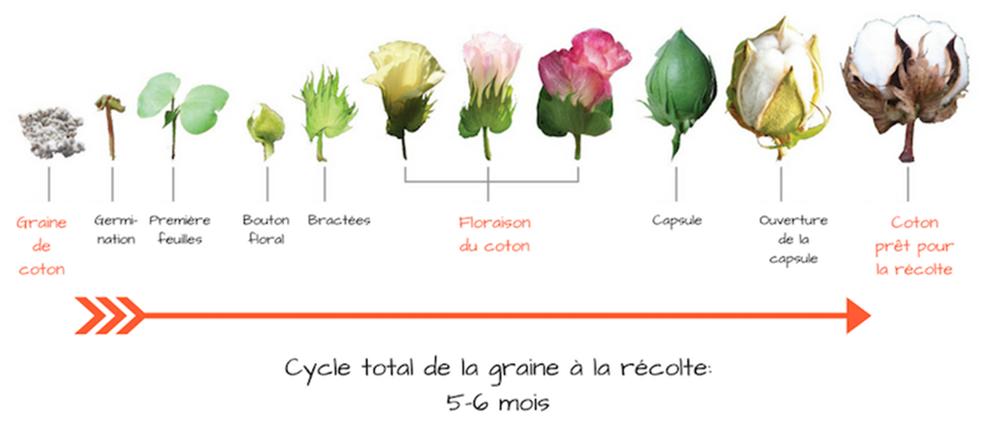 Graine
de
coton
Germi-
nation
Première
feuilles
Bouton
floral
Bractées
Floraison
du coton
Capsule
Ouverture
de la
capsule
Coton
prêt pour
la récolte
Cycle total de la graine à la récolte:
5-6 mois